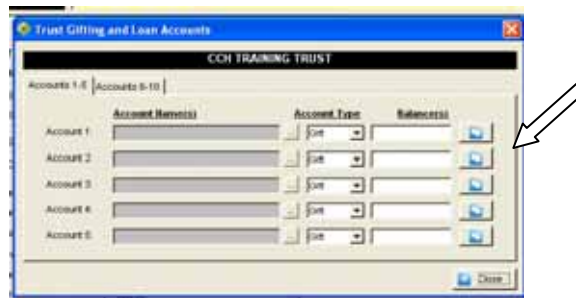 Trust Gifting and Loan Accounts
CCH TRAINING TRUST
Accounts 1-5 Accounts 6-10
Account Name(s) Account Type Balance(s)
Account 1 ... Gift
Account 2 ... Gift
Account 3 ... Gift
Account 4 ... Gift
Account 5 ... Gift
Close